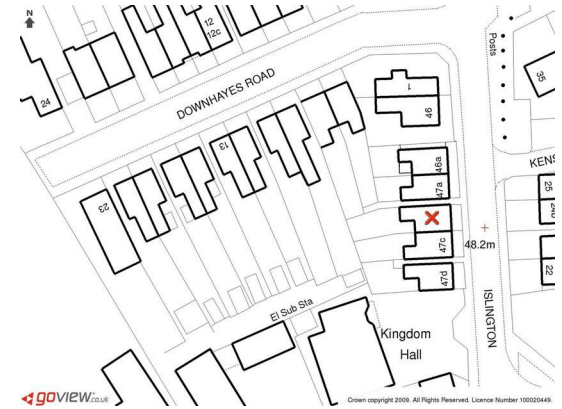 N
12
12c
24
DOWNHAYES ROAD
Posts
35
1
46
13
46a
47a
KENS
25
23
47c
48.2m
22
47d
El Sub Sta
ISLINGTON
Kingdom
Hall
goview.co.uk
Crown copyright 2009. All Rights Reserved. Licence Number 100020449.